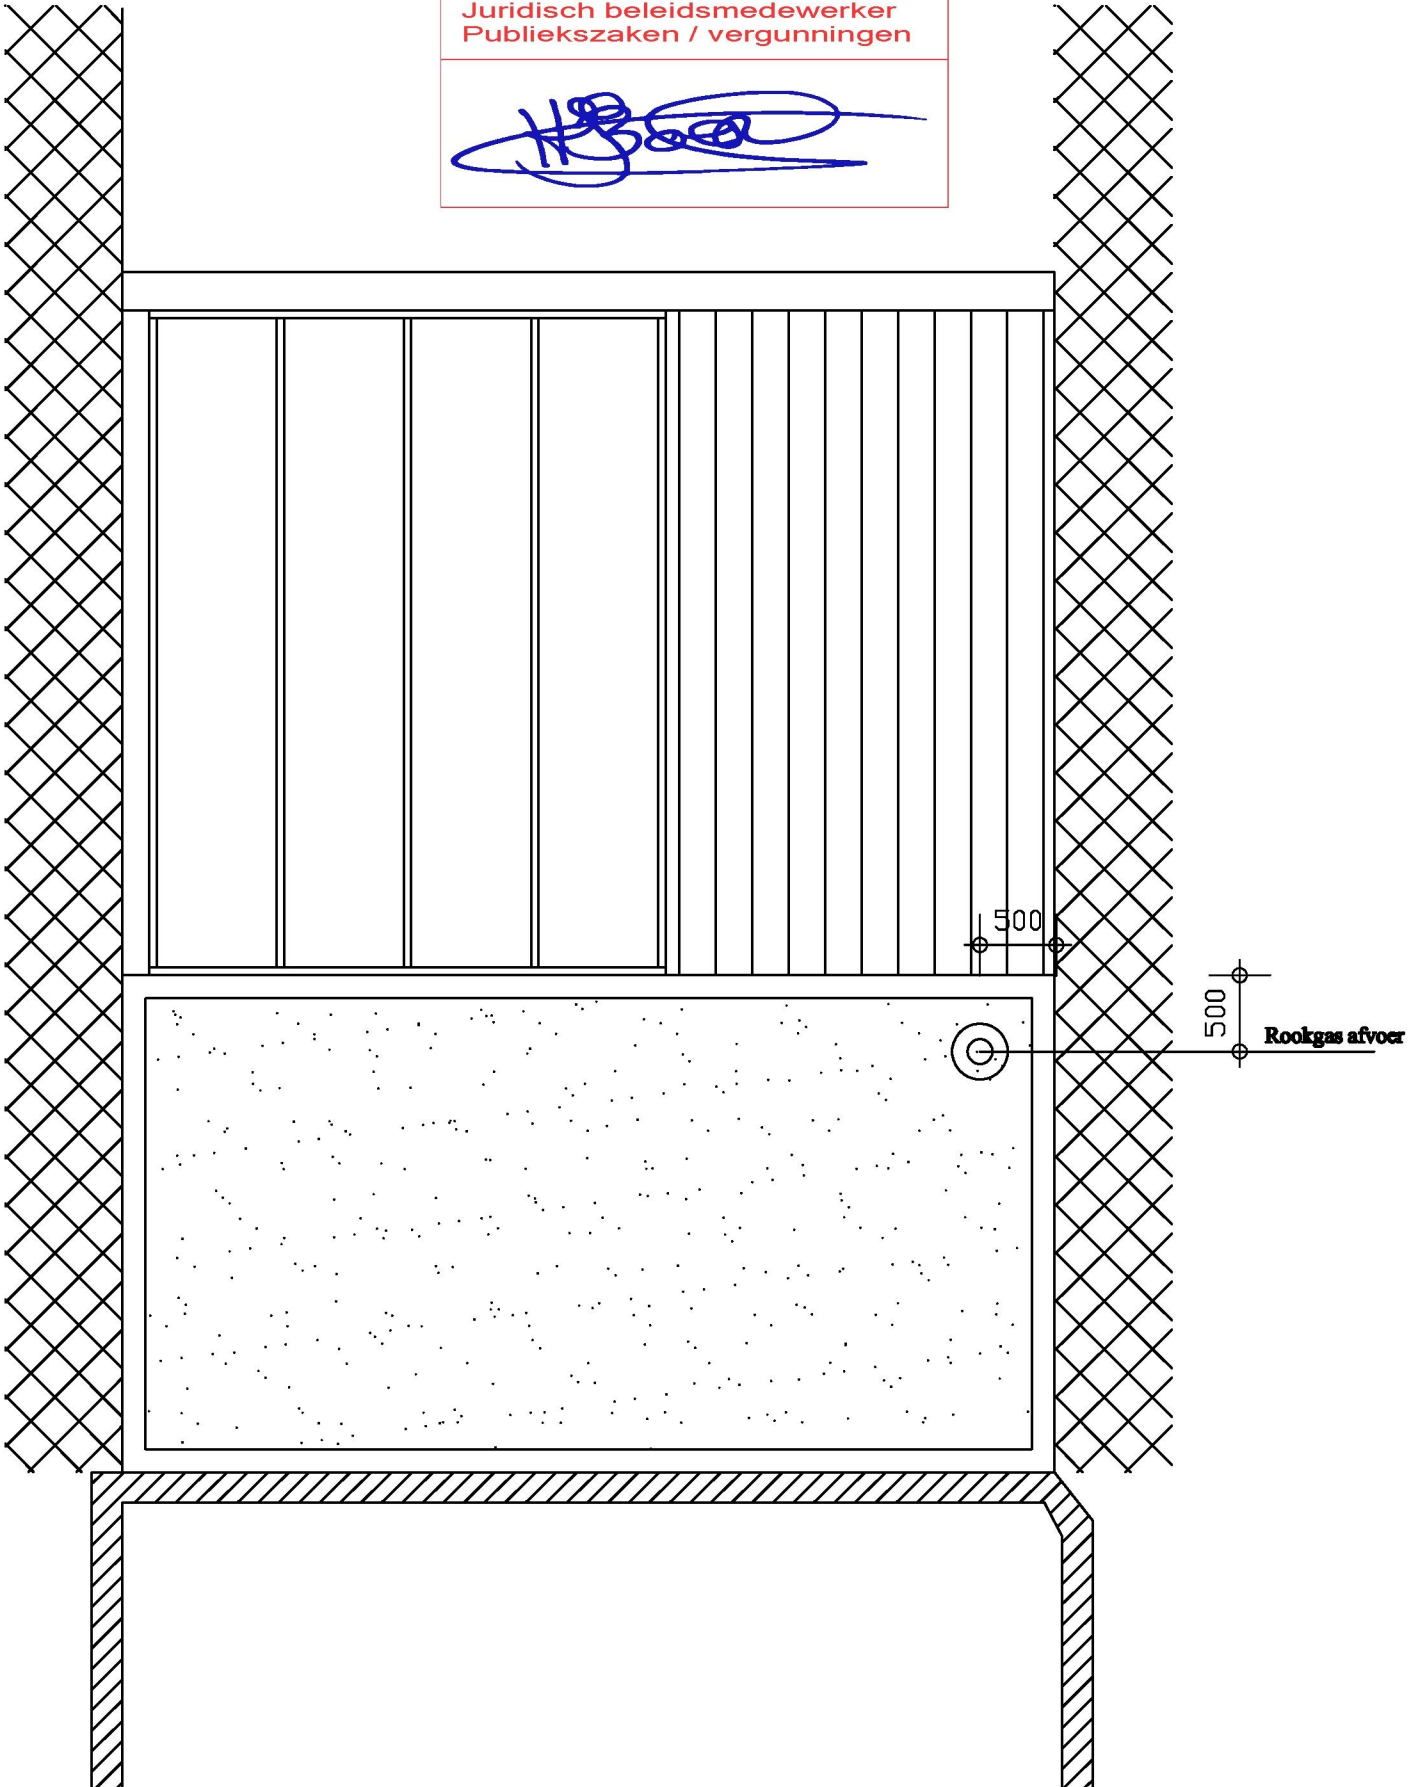 Juridisch beleidsmedewerker
Publiekszaken / vergunningen
500
500
Rookgas afvoer